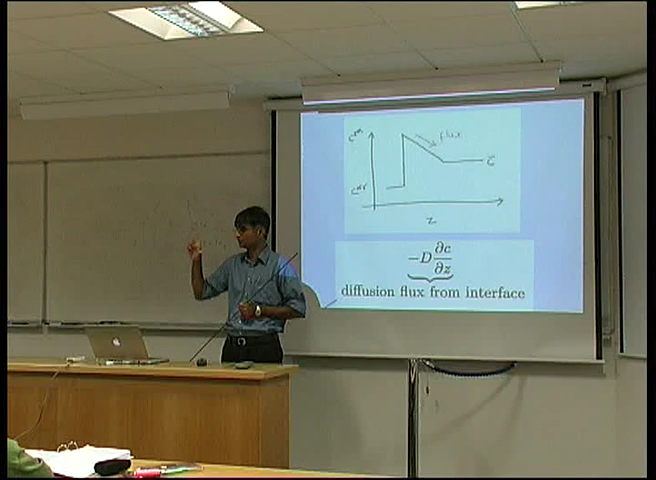 flux
c̄
z
−D ∂c/∂z
diffusion flux from interface